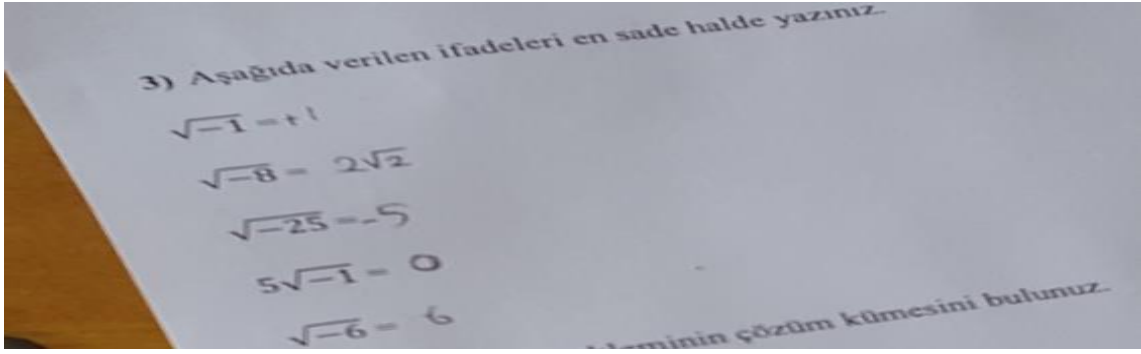 3) Aşağıda verilen ifadeleri en sade halde yazınız.
√-1 = +1
√-8 = 2√2
√-25 = -5
5√-1 = 0
√-6 = 6
çözüm kümesini bulunuz.